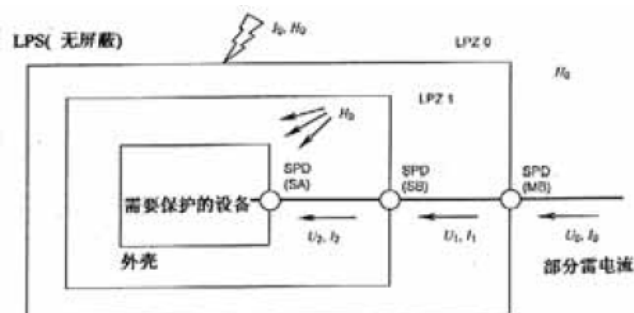 I₀, H₀
LPS( 无屏蔽)
LPZ 0
H₀
LPZ 1
H₀
SPD
(SA)
SPD
(SB)
SPD
(MB)
需要保护的设备
U₂, I₂
U₁, I₁
U₀, I₀
外壳
部分雷电流